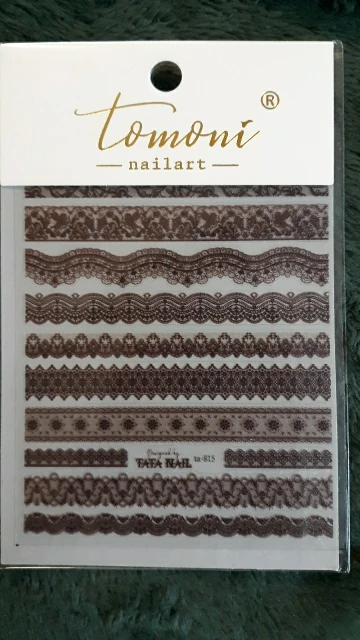 tomoni ®
nailart
Designed by
TATA NAIL ta-815